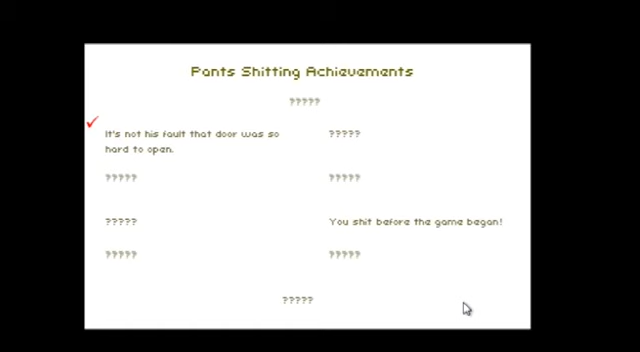 Pants Shitting Achievements
?????
It's not his fault that door was so
hard to open.
?????
?????
?????
?????
You shit before the game began!
?????
?????
?????